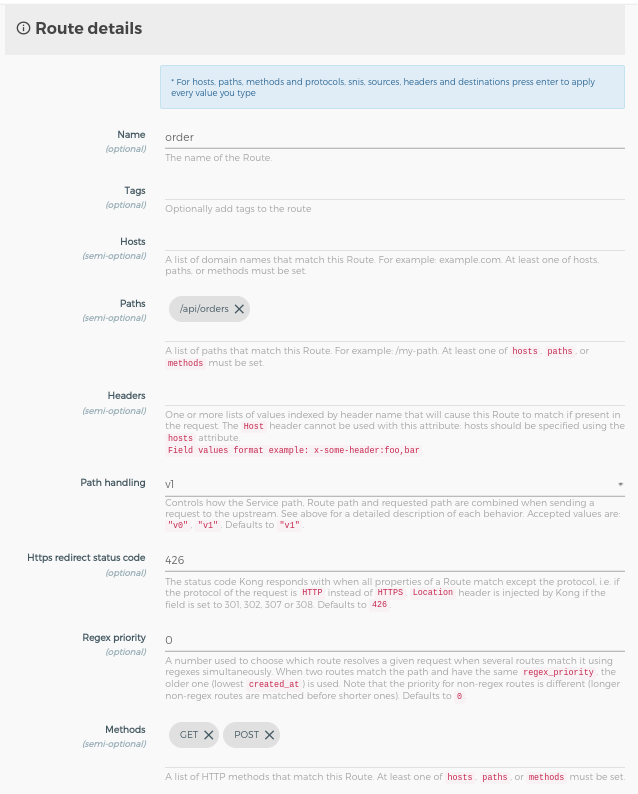 Route details
* For hosts, paths, methods and protocols, snis, sources, headers and destinations press enter to apply
every value you type
Name
(optional)
order
The name of the Route.
Tags
(optional)
Optionally add tags to the route
Hosts
(semi-optional)
A list of domain names that match this Route. For example: example.com. At least one of hosts,
paths, or methods must be set.
Paths
(semi-optional)
/api/orders
A list of paths that match this Route. For example: /my-path. At least one of hosts, paths, or
methods must be set.
Headers
(semi-optional)
One or more lists of values indexed by header name that will cause this Route to match if present in
the request. The Host header cannot be used with this attribute: hosts should be specified using the
hosts attribute.
Field values format example: x-some-header:foo,bar
Path handling
v1
Controls how the Service path, Route path and requested path are combined when sending a
request to the upstream. See above for a detailed description of each behavior. Accepted values are:
"v0", "v1". Defaults to "v1".
Https redirect status code
(optional)
426
The status code Kong responds with when all properties of a Route match except the protocol, i.e. if
the protocol of the request is HTTP instead of HTTPS. Location header is injected by Kong if the
field is set to 301, 302, 307 or 308. Defaults to 426.
Regex priority
(optional)
0
A number used to choose which route resolves a given request when several routes match it using
regexes simultaneously. When two routes match the path and have the same regex_priority, the
older one (lowest created_at) is used. Note that the priority for non-regex routes is different (longer
non-regex routes are matched before shorter ones). Defaults to 0.
Methods
(semi-optional)
GET POST
A list of HTTP methods that match this Route. At least one of hosts, paths, or methods must be set.